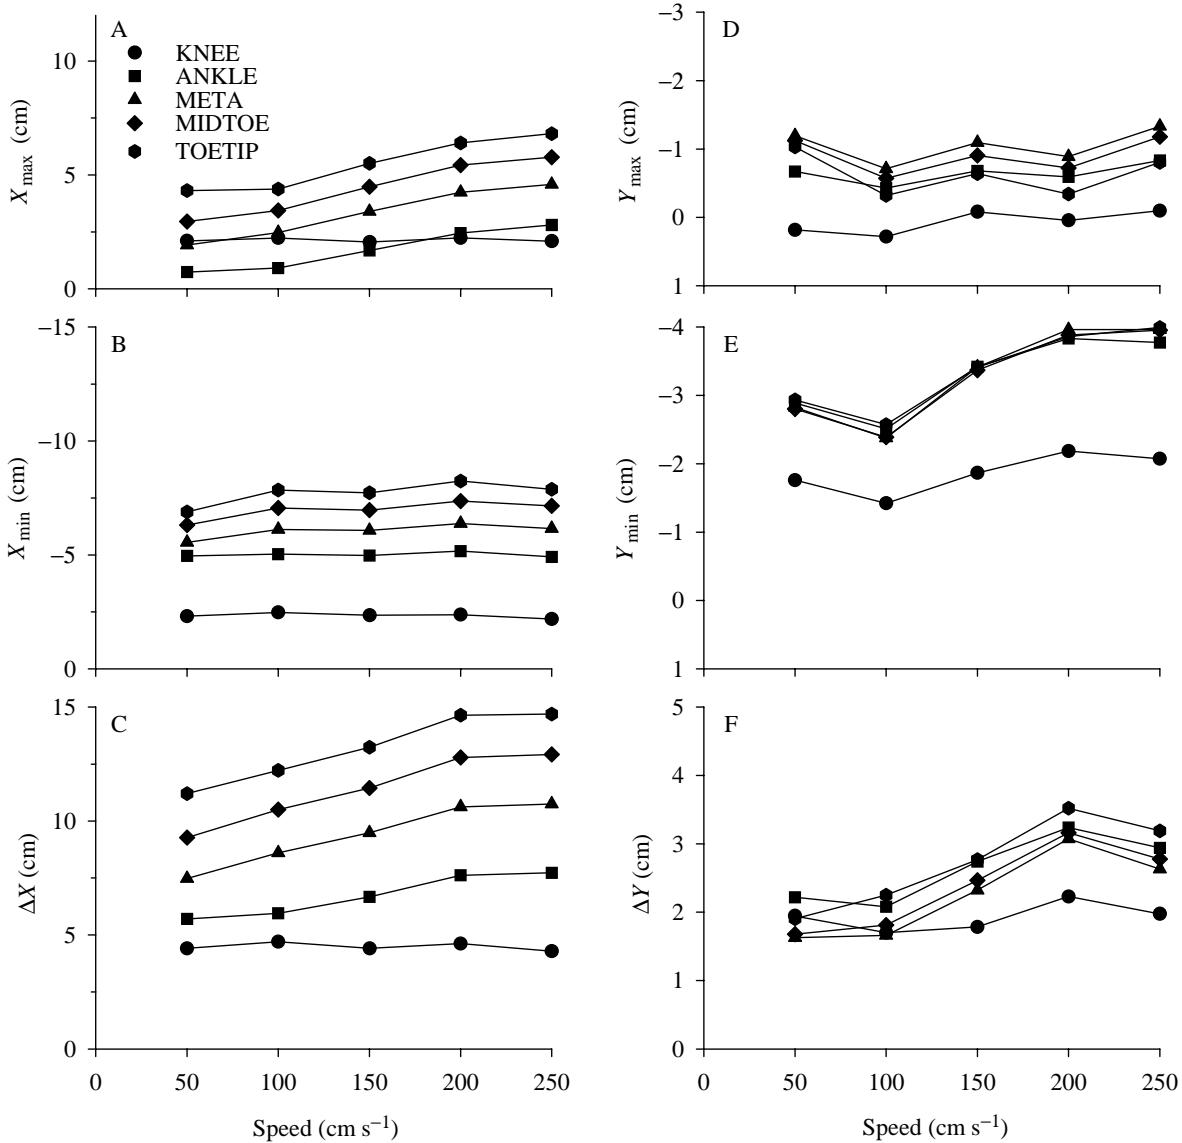 A
KNEE
ANKLE
META
MIDTOE
TOETIP
10
5
0
Xmax (cm)
D
−3
−2
−1
0
1
Ymax (cm)
B
−15
−10
−5
0
Xmin (cm)
E
−4
−3
−2
−1
0
1
Ymin (cm)
C
15
10
5
0
ΔX (cm)
0 50 100 150 200 250
Speed (cm s−1)
F
5
4
3
2
1
0
ΔY (cm)
0 50 100 150 200 250
Speed (cm s−1)